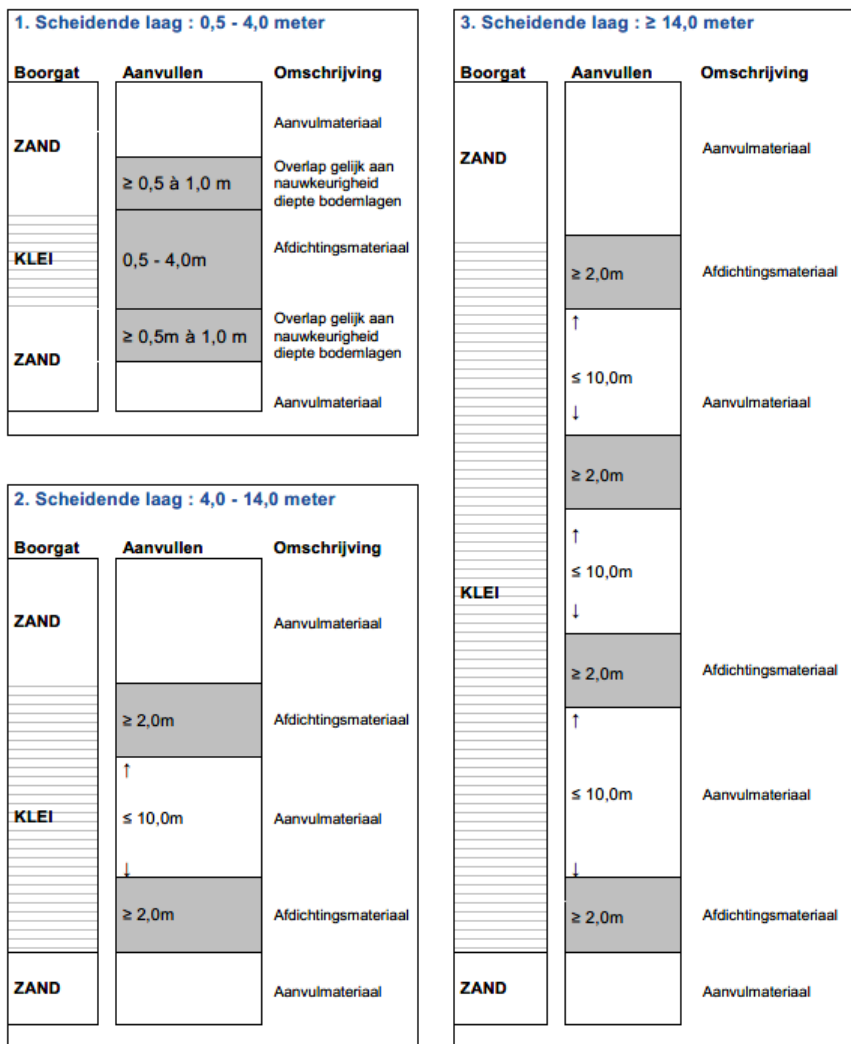 1. Scheidende laag : 0,5 - 4,0 meter
Boorgat Aanvullen Omschrijving
Aanvulmateriaal
ZAND
Overlap gelijk aan
≥ 0,5 à 1,0 m nauwkeurigheid
diepte bodemlagen
KLEI 0,5 - 4,0m Afdichtingsmateriaal
Overlap gelijk aan
≥ 0,5m à 1,0 m nauwkeurigheid
diepte bodemlagen
ZAND
Aanvulmateriaal
2. Scheidende laag : 4,0 - 14,0 meter
Boorgat Aanvullen Omschrijving
ZAND Aanvulmateriaal
≥ 2,0m Afdichtingsmateriaal
↑
KLEI ≤ 10,0m Aanvulmateriaal
↓
≥ 2,0m Afdichtingsmateriaal
ZAND Aanvulmateriaal
3. Scheidende laag : ≥ 14,0 meter
Boorgat Aanvullen Omschrijving
ZAND Aanvulmateriaal
≥ 2,0m Afdichtingsmateriaal
↑
≤ 10,0m Aanvulmateriaal
↓
≥ 2,0m
↑
≤ 10,0m
KLEI
↓
≥ 2,0m Afdichtingsmateriaal
↑
≤ 10,0m Aanvulmateriaal
↓
≥ 2,0m Afdichtingsmateriaal
ZAND Aanvulmateriaal